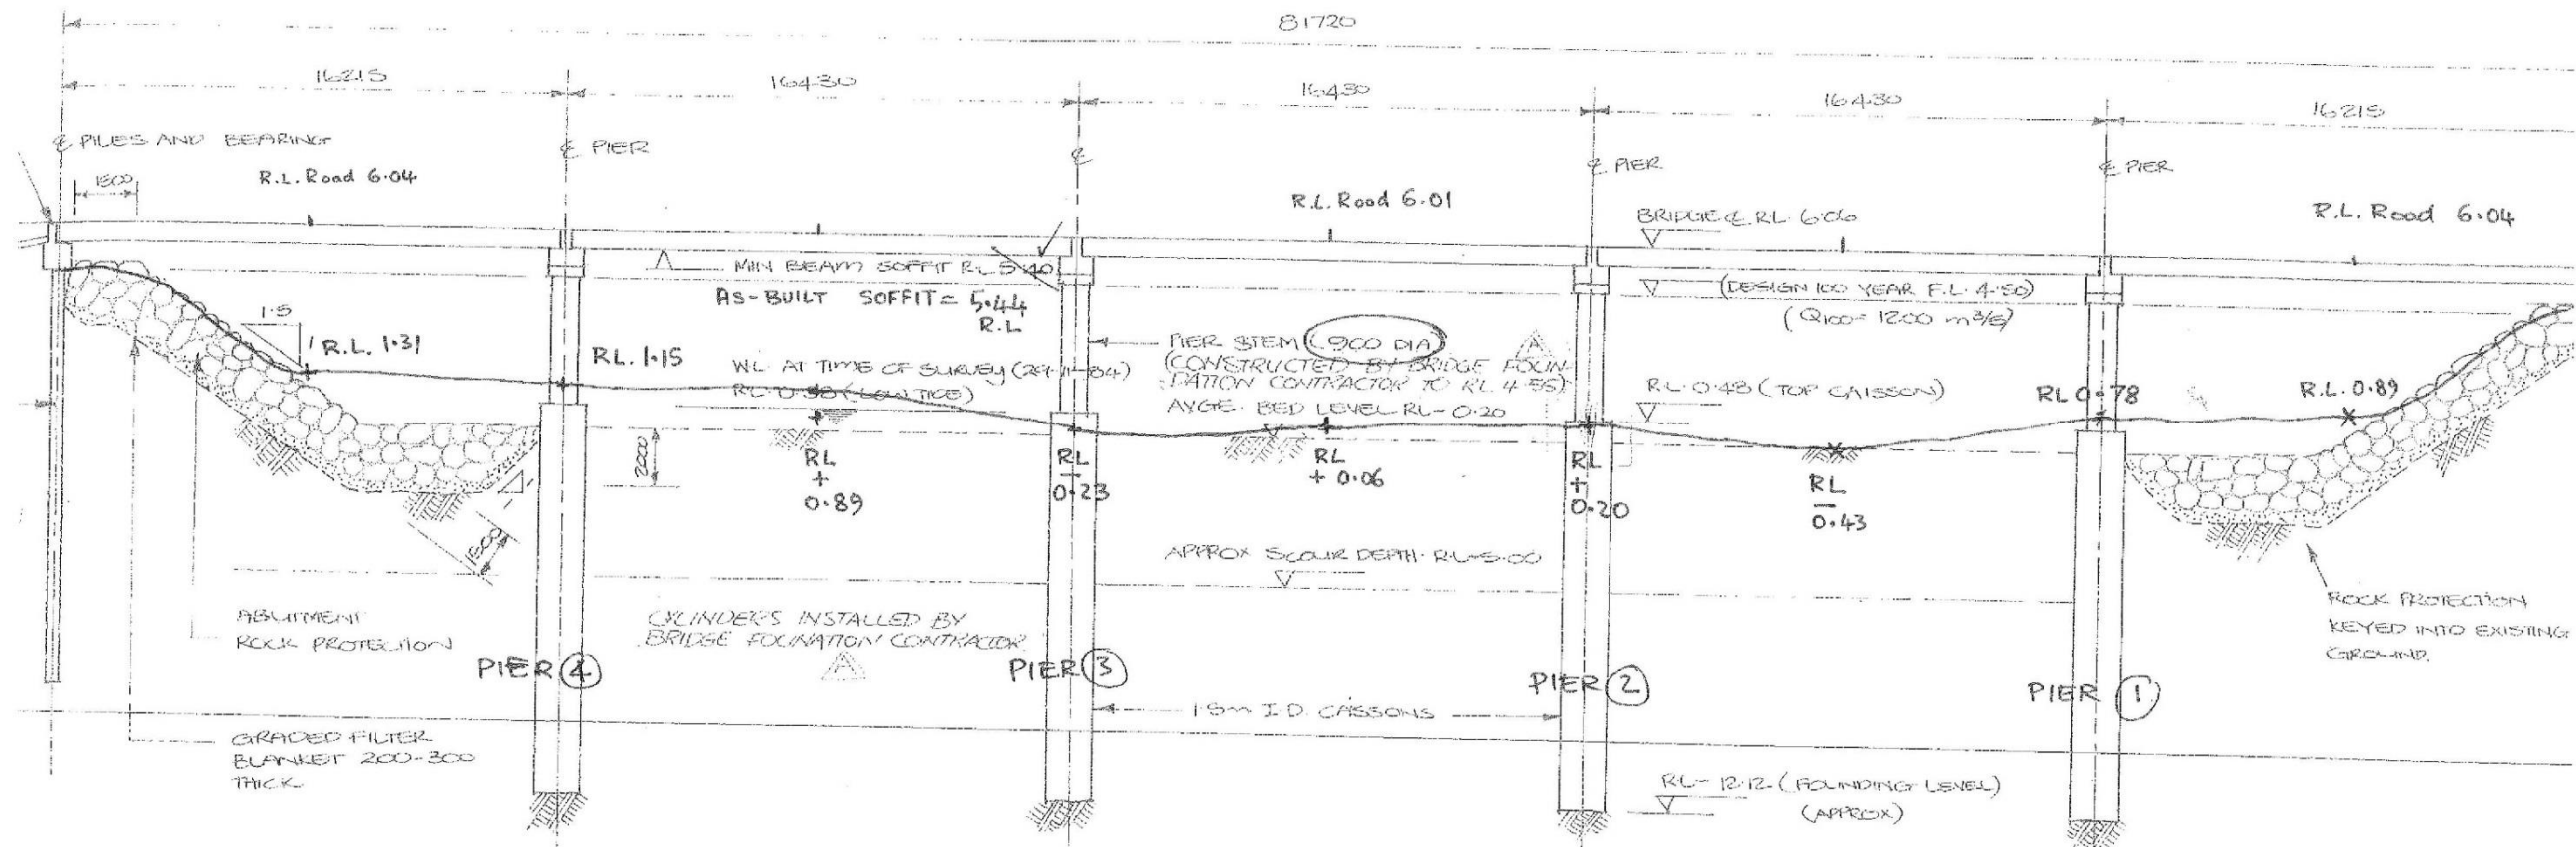 81720
16215
16430
16430
16430
16215
℄ PILES AND BEARING
℄ PIER
℄
℄ PIER
℄ PIER
1500
R.L. Road 6.04
R.L. Road 6.01
BRIDGE ℄ RL 6.06
R.L. Road 6.04
MIN BEAM SOFFIT RL 5.40
AS-BUILT SOFFIT = 5.44
R.L
(DESIGN 100 YEAR F.L. 4.50)
(Q100= 1200 m³/s)
1.5
R.L. 1.31
RL. 1.15
WL AT TIME OF SURVEY
(LOW TIDE)
PIER STEM (900 DIA)
(CONSTRUCTED BY BRIDGE FOUN-
DATION CONTRACTOR TO RL 4.55)
AVGE. BED LEVEL RL-0.20
A
RL-0.48 (TOP CAISSON)
RL 0.78
R.L. 0.89
2000
RL
+
0.89
RL
-
0.23
RL
+ 0.06
RL
+
0.20
RL
-
0.43
1500
APPROX SCOUR DEPTH RL-5.00
ABUTMENT
ROCK PROTECTION
CYLINDERS INSTALLED BY
BRIDGE FOUNATION CONTRACTOR
A
ROCK PROTECTION
KEYED INTO EXISTING
GROUND.
PIER 4
PIER 3
PIER 2
PIER 1
1.5m I.D. CAISSONS
GRADED FILTER
BLANKET 200-300
THICK
RL-12.12 (FOUNDING LEVEL)
(APPROX)